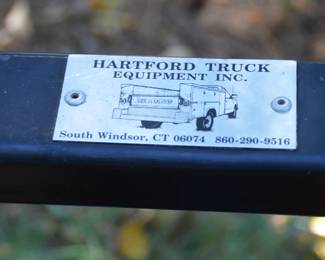 HARTFORD TRUCK
EQUIPMENT INC.
South Windsor, CT 06074 860-290-9516